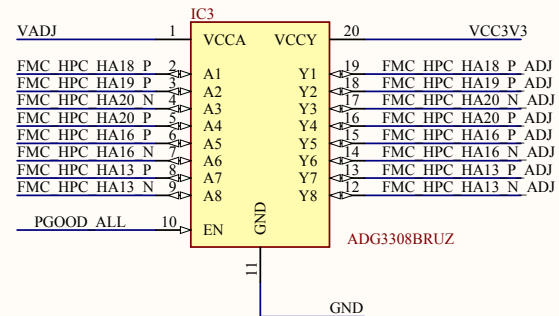 IC3
VADJ 1 VCCA VCCY 20 VCC3V3
FMC_HPC_HA18_P 2 A1 Y1 19 FMC_HPC_HA18_P_ADJ
FMC_HPC_HA19_P 3 A2 Y2 18 FMC_HPC_HA19_P_ADJ
FMC_HPC_HA20_N 4 A3 Y3 17 FMC_HPC_HA20_N_ADJ
FMC_HPC_HA20_P 5 A4 Y4 16 FMC_HPC_HA20_P_ADJ
FMC_HPC_HA16_P 6 A5 Y5 15 FMC_HPC_HA16_P_ADJ
FMC_HPC_HA16_N 7 A6 Y6 14 FMC_HPC_HA16_N_ADJ
FMC_HPC_HA13_P 8 A7 Y7 13 FMC_HPC_HA13_P_ADJ
FMC_HPC_HA13_N 9 A8 Y8 12 FMC_HPC_HA13_N_ADJ
PGOOD_ALL 10 EN GND
ADG3308BRUZ
11
GND